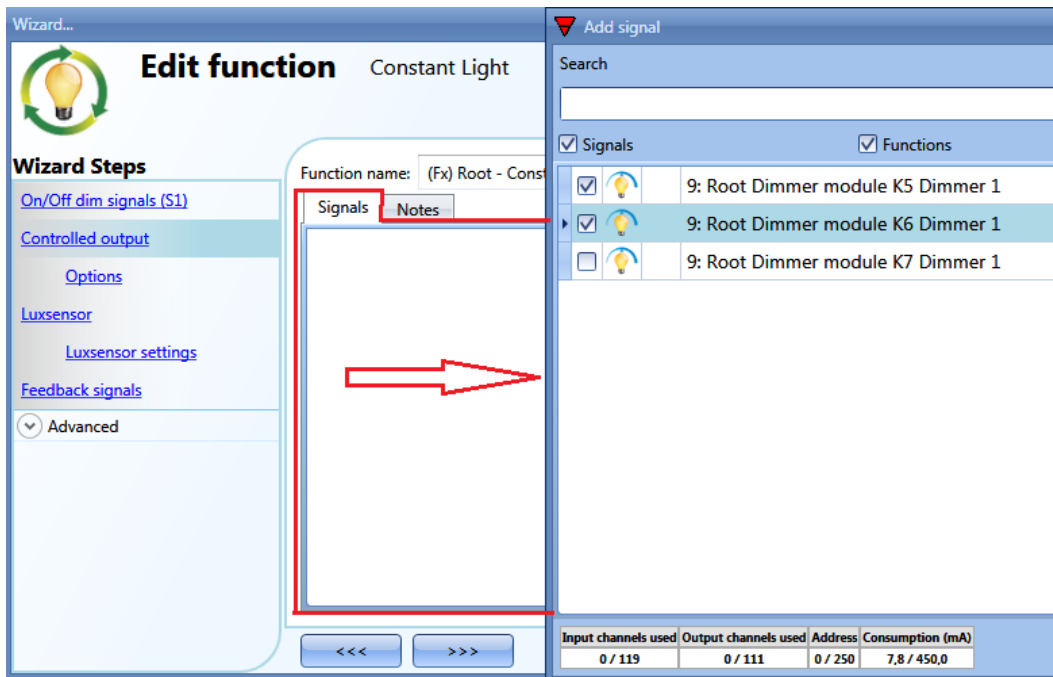 Wizard...
Edit function Constant Light
Wizard Steps
On/Off dim signals (S1)
Controlled output
Options
Luxsensor
Luxsensor settings
Feedback signals
Advanced
Function name: (Fx) Root - Const
Signals Notes
<<< >>>
Add signal
Search
Signals Functions
9: Root Dimmer module K5 Dimmer 1
9: Root Dimmer module K6 Dimmer 1
9: Root Dimmer module K7 Dimmer 1
Input channels used Output channels used Address Consumption (mA)
0 / 119 0 / 111 0 / 250 7,8 / 450,0